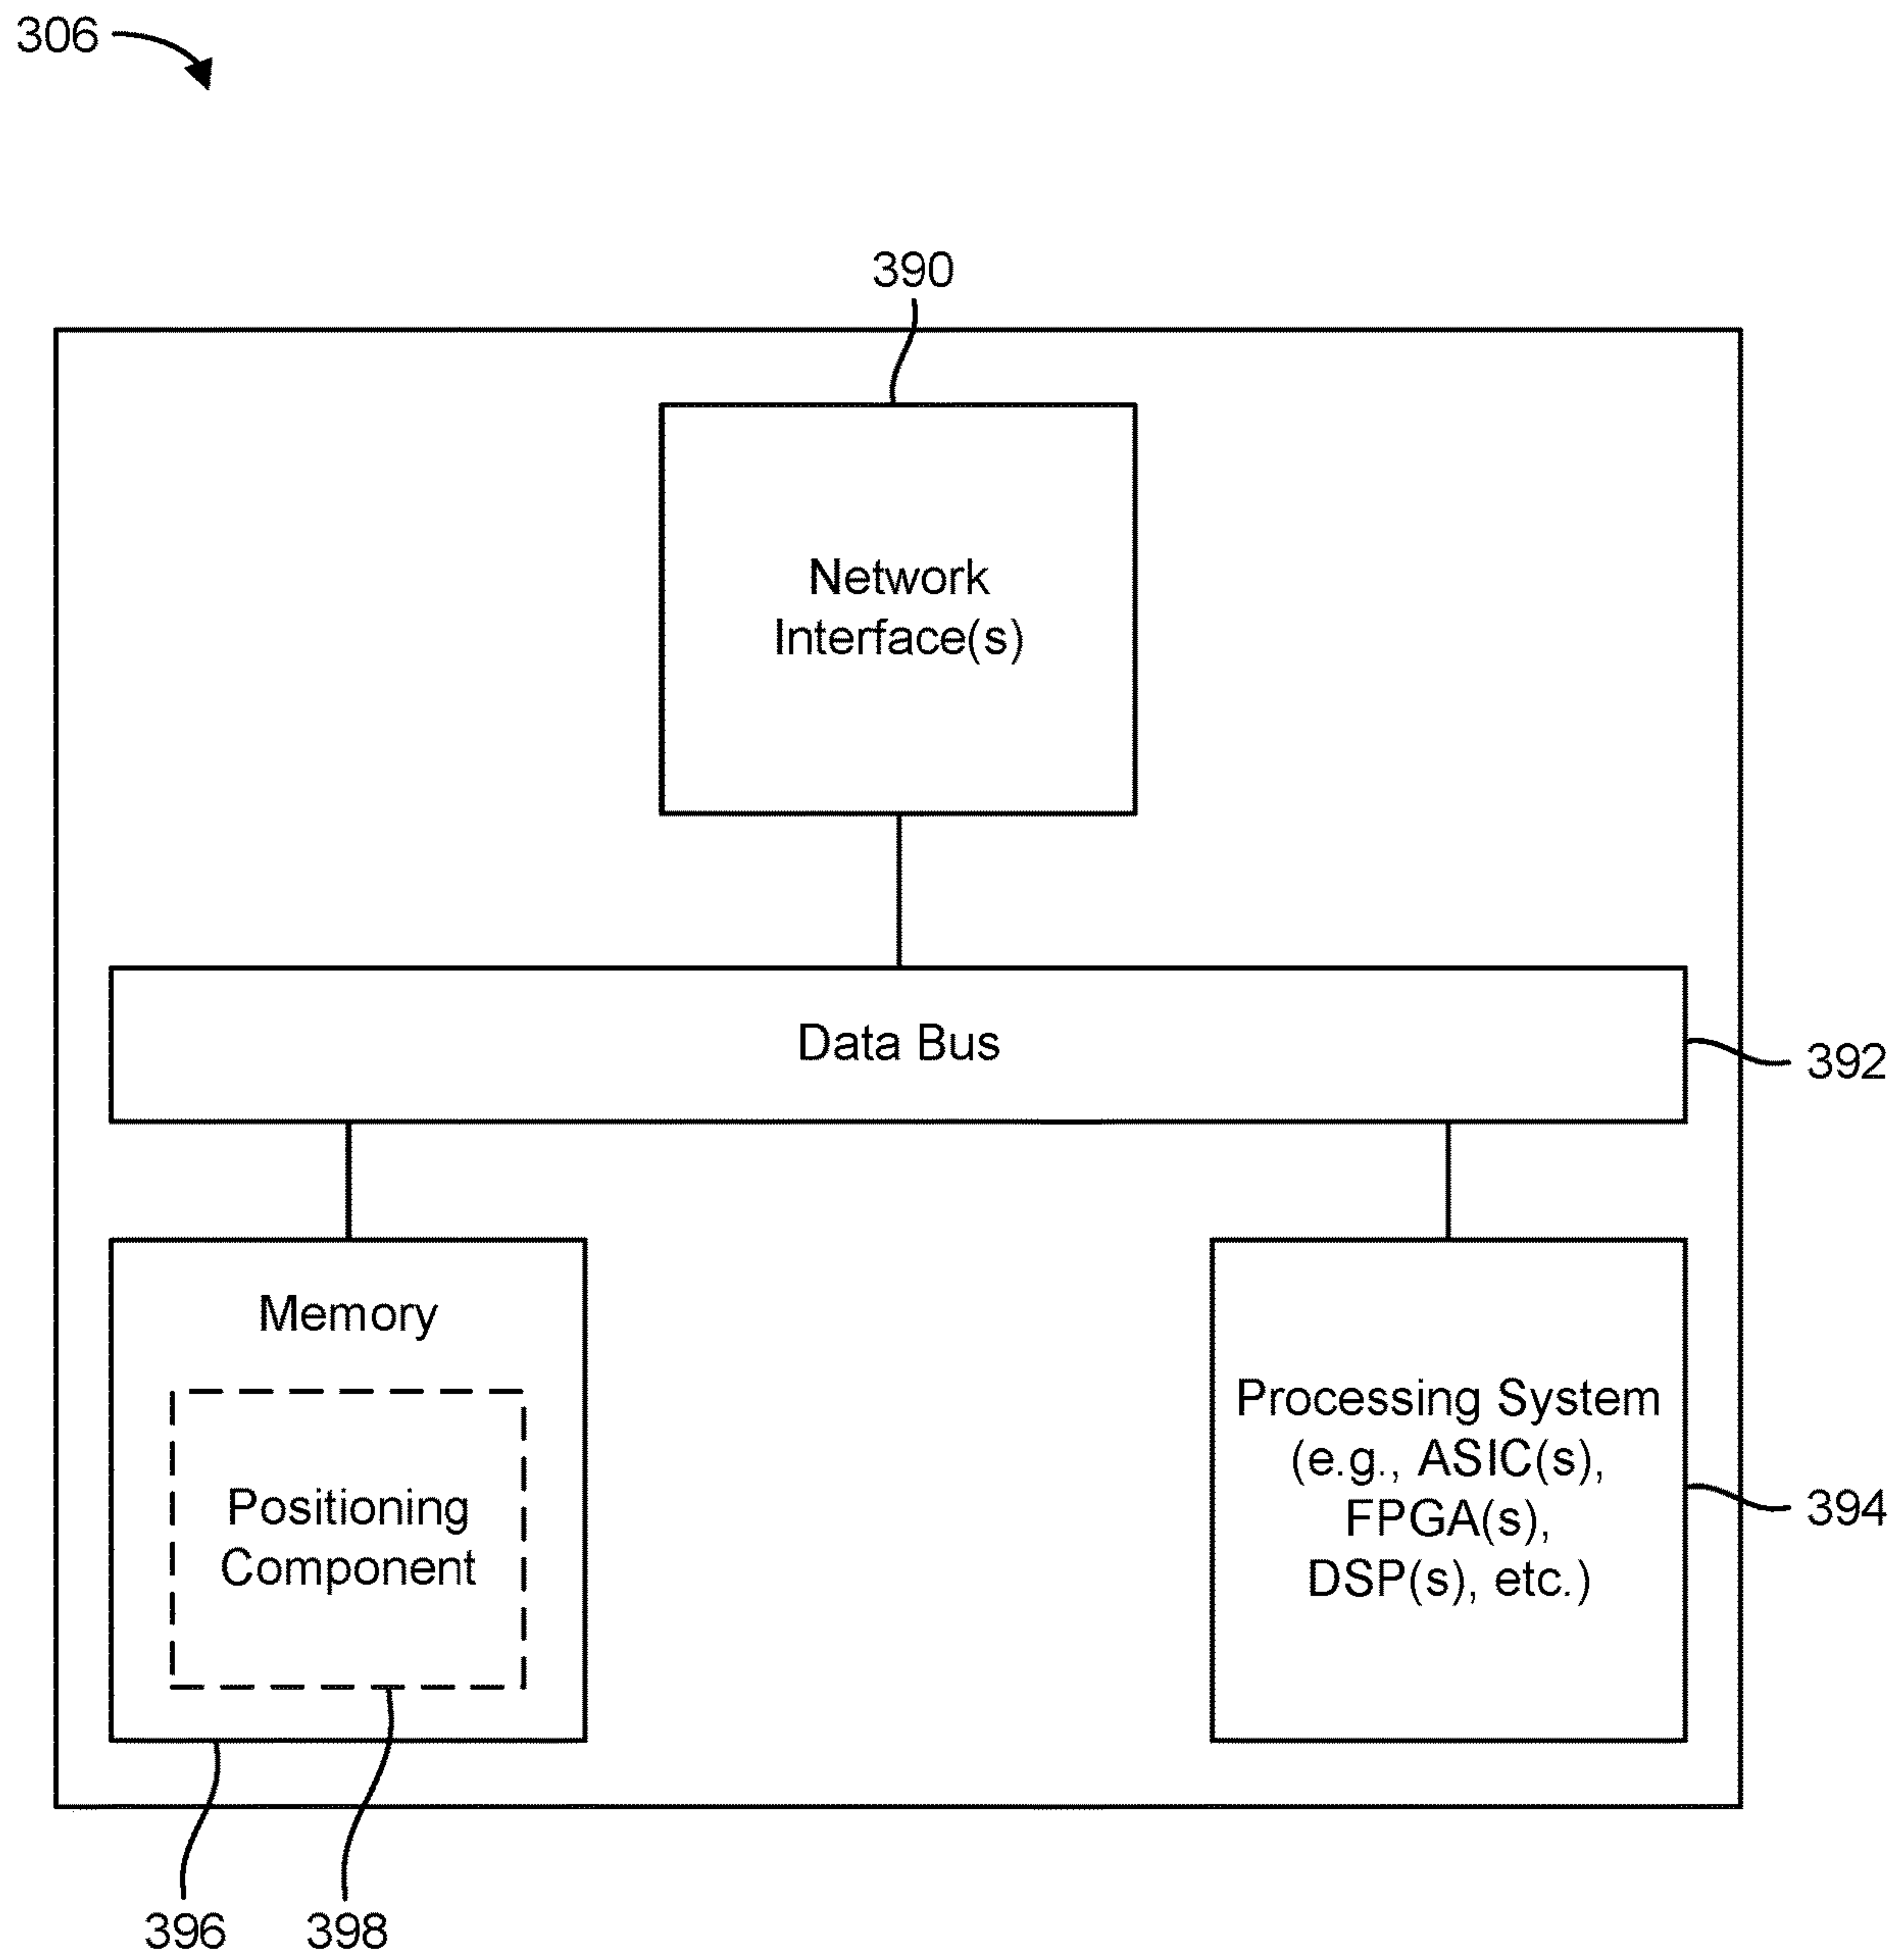 306
390
Network
Interface(s)
Data Bus
392
Memory
Positioning
Component
Processing System
(e.g., ASIC(s),
FPGA(s),
DSP(s), etc.)
394
396
398